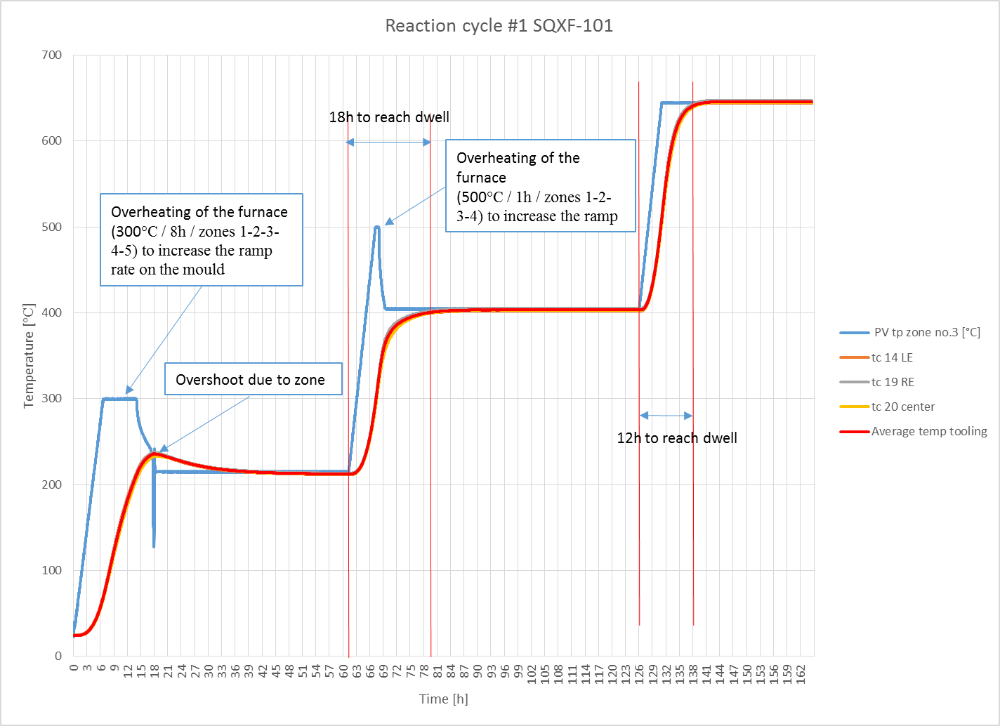 Reaction cycle #1 SQXF-101
700
600
500
400
300
200
100
0
Temperature [°C]
18h to reach dwell
Overheating of the
furnace
(500°C / 1h / zones 1-2-
3-4) to increase the ramp
Overheating of the furnace
(300°C / 8h / zones 1-2-3-
4-5) to increase the ramp
rate on the mould
Overshoot due to zone
12h to reach dwell
PV tp zone no.3 [°C]
tc 14 LE
tc 19 RE
tc 20 center
Average temp tooling
0 3 6 9 12 15 18 21 24 27 30 33 36 39 42 45 48 51 54 57 60 63 66 69 72 75 78 81 84 87 90 93 96 99 102 105 108 111 114 117 120 123 126 129 132 135 138 141 144 147 150 153 156 159 162
Time [h]